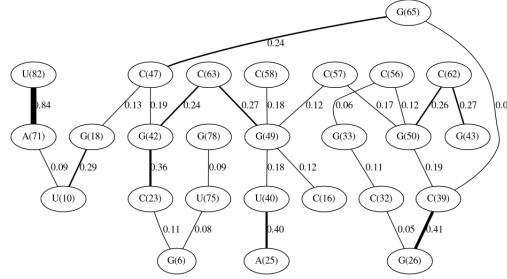 G(65)
0.24
U(82) C(47) C(63) C(58) C(57) C(56) C(62)
0.84 0.13 0.19 0.24 0.27 0.18 0.12 0.06 0.17 0.12 0.26 0.27 0.0
A(71) G(18) G(42) G(78) G(49) G(33) G(50) G(43)
0.09 0.29 0.36 0.09 0.18 0.12 0.11 0.19
U(10) C(23) U(75) U(40) C(16) C(32) C(39)
0.11 0.08 0.40 0.05 0.41
G(6) A(25) G(26)